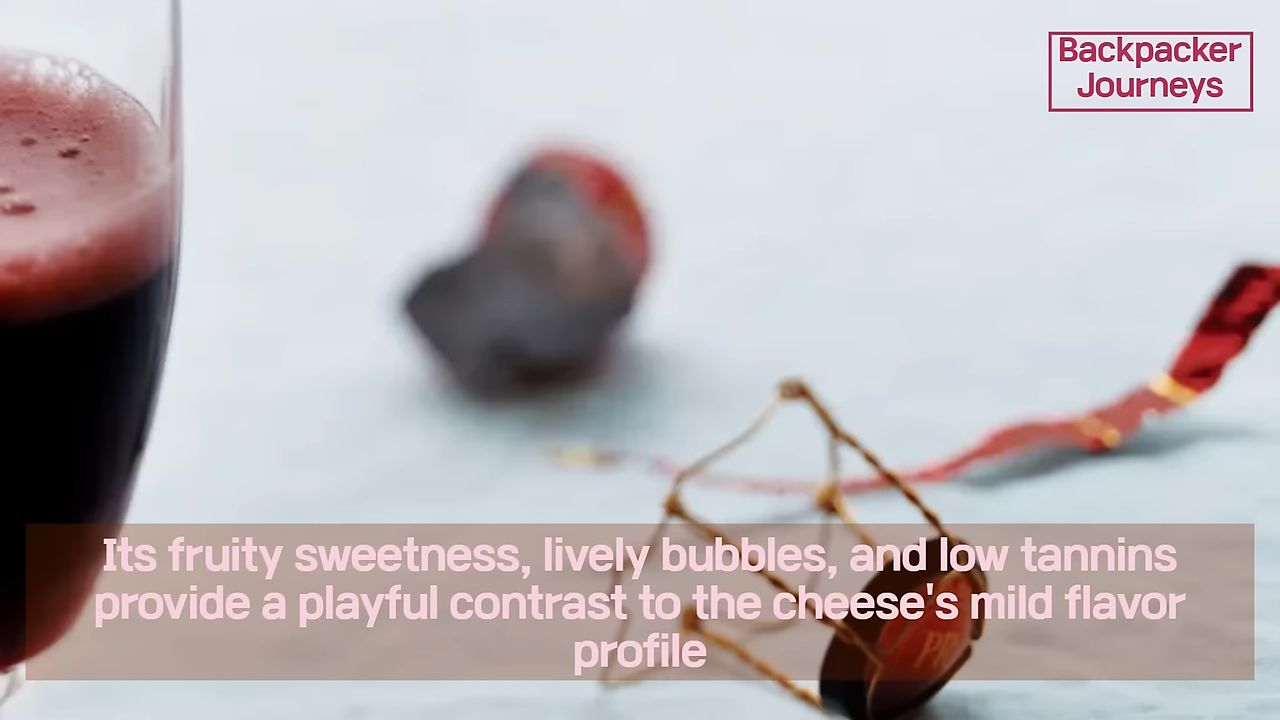 Backpacker
Journeys
Its fruity sweetness, lively bubbles, and low tannins
provide a playful contrast to the cheese's mild flavor
profile
PR